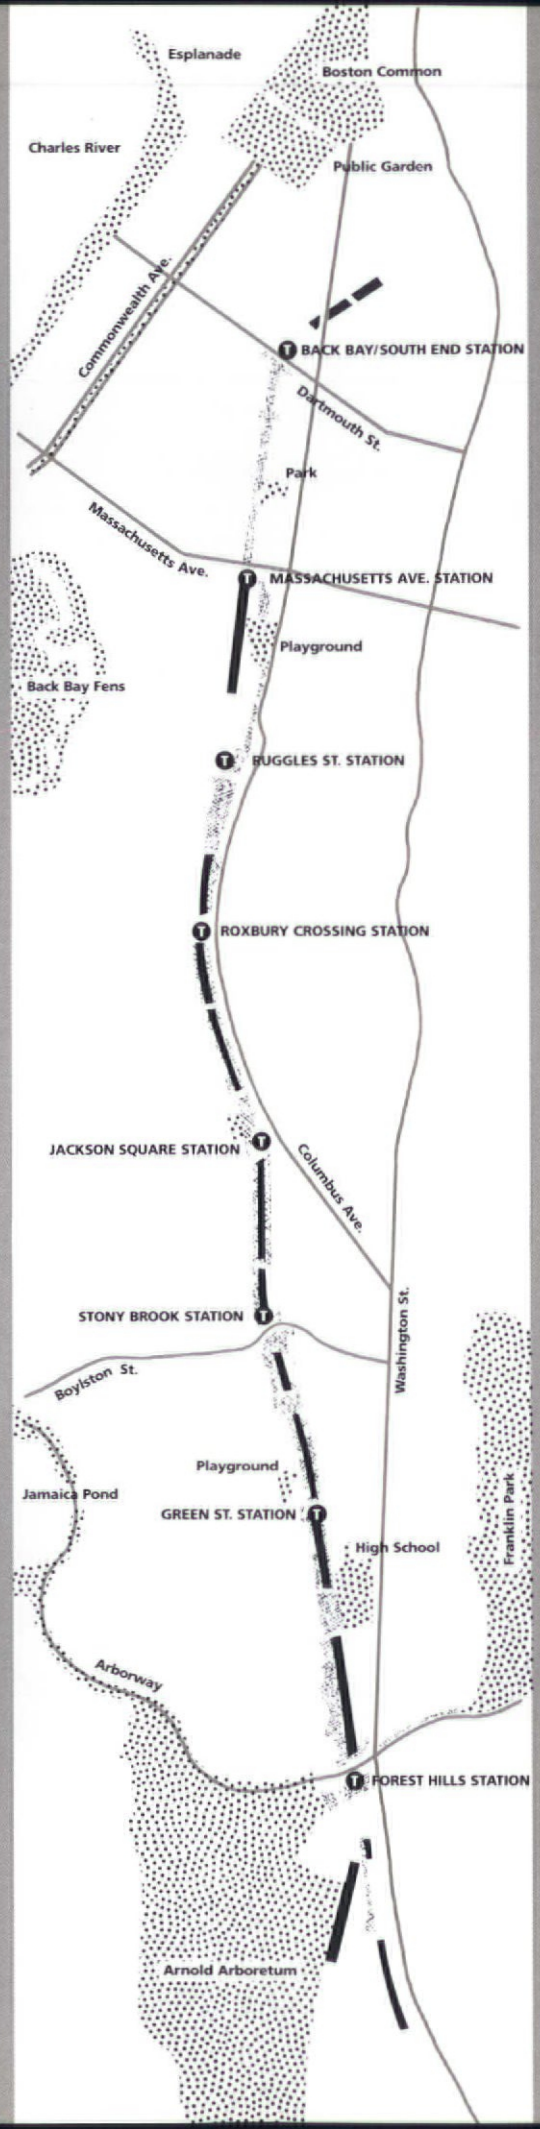 Esplanade
Boston Common
Charles River
Public Garden
Commonwealth Ave.
T BACK BAY/SOUTH END STATION
Dartmouth St.
Park
Massachusetts Ave.
T MASSACHUSETTS AVE. STATION
Playground
Back Bay Fens
T RUGGLES ST. STATION
T ROXBURY CROSSING STATION
JACKSON SQUARE STATION T
Columbus Ave.
Washington St.
STONY BROOK STATION T
Boylston St.
Playground
Jamaica Pond
GREEN ST. STATION T
Franklin Park
High School
Arborway
T FOREST HILLS STATION
Arnold Arboretum